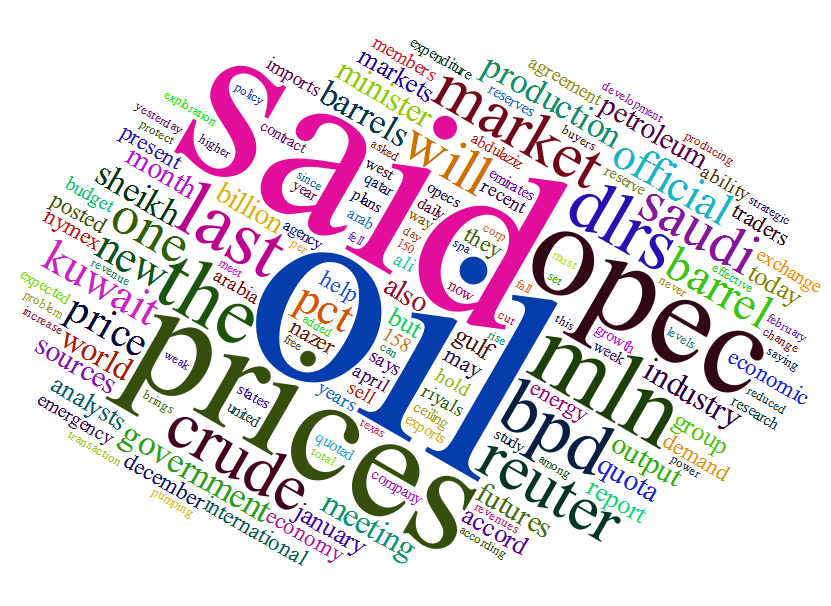 said
oil
prices
opec
mln
the
last
market
crude
bpd
dlrs
reuter
kuwait
saudi
will
one
new
barrel
official
price
world
pct
billion
sheikh
barrels
minister
production
petroleum
markets
members
expenditure
imports
policy
exploration
yesterday
protect
higher
contract
present
month
budget
posted
nymex
since
year
asked
west
qatar
plans
arab
fell
agency
per
abdulaziz
emirates
opecs
daily
way
day
150
ali
recent
they
corp
spa
now
reserves
agreement
development
buyers
producing
reserve
ability
strategic
traders
exchange
today
must
set
never
effective
february
change
saying
levels
this
growth
week
fall
cut
rise
economic
reduced
research
industry
energy
group
demand
power
output
quota
report
study
among
futures
accord
revenues
according
meeting
january
economy
international
december
government
company
quoted
total
texas
exports
ceiling
riyals
hold
may
gulf
but
also
158
can
says
april
sell
years
help
added
nazer
free
meet
arabia
revenue
expected
problem
increase
sources
weak
brings
states
united
analysts
emergency
transaction
pumping